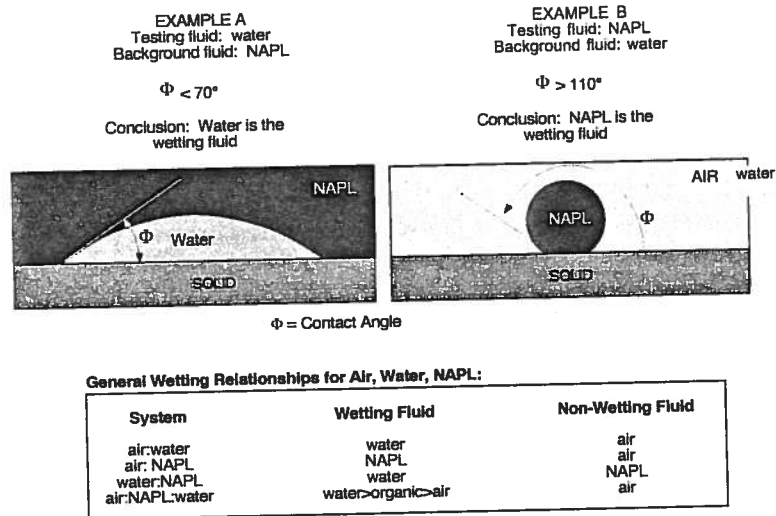 EXAMPLE A
Testing fluid: water
Background fluid: NAPL
Φ < 70°
Conclusion: Water is the
wetting fluid
EXAMPLE B
Testing fluid: NAPL
Background fluid: water
Φ > 110°
Conclusion: NAPL is the
wetting fluid
NAPL
Φ
Water
SOLID
AIR water
NAPL
Φ
SOLID
Φ = Contact Angle
General Wetting Relationships for Air, Water, NAPL:
System Wetting Fluid Non-Wetting Fluid
air:water water air
air: NAPL NAPL air
water:NAPL water NAPL
air:NAPL:water water>organic>air air